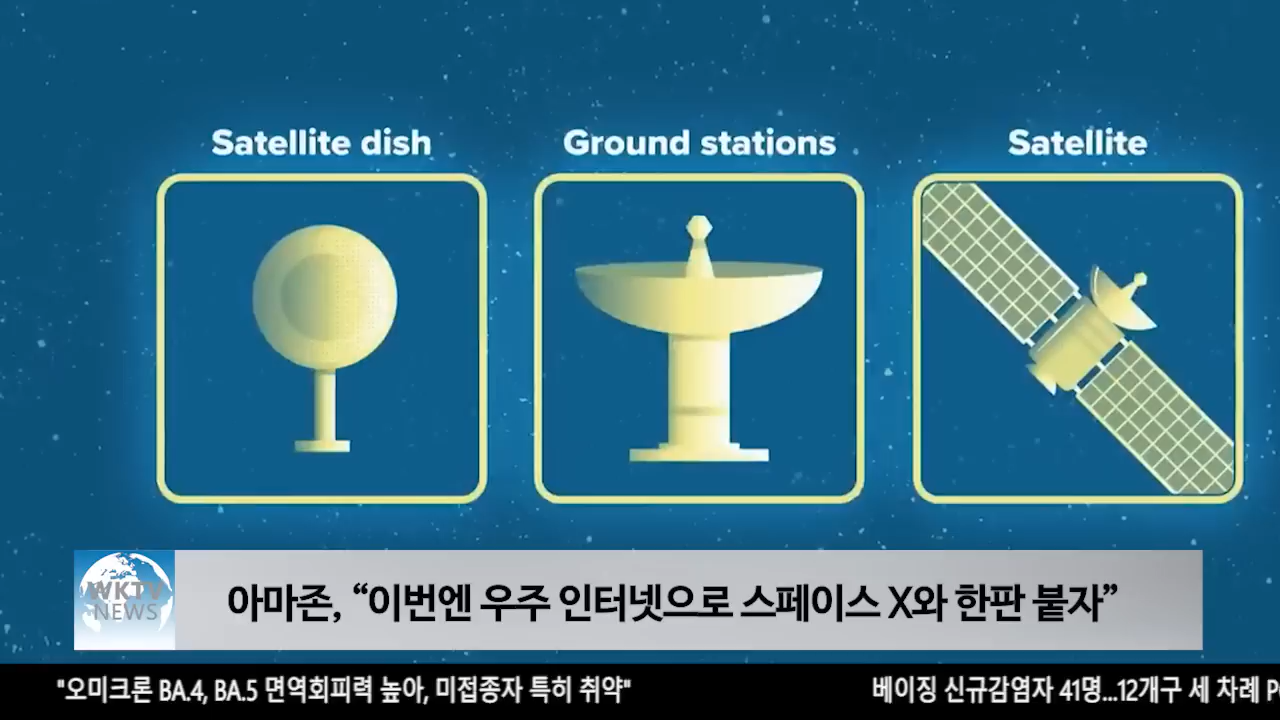 Satellite dish
Ground stations
Satellite
WKTV
NEWS
아마존, “이번엔 우주 인터넷으로 스페이스 X와 한판 붙자”
"오미크론 BA.4, BA.5 면역회피력 높아, 미접종자 특히 취약"
베이징 신규감염자 41명...12개구 세 차례